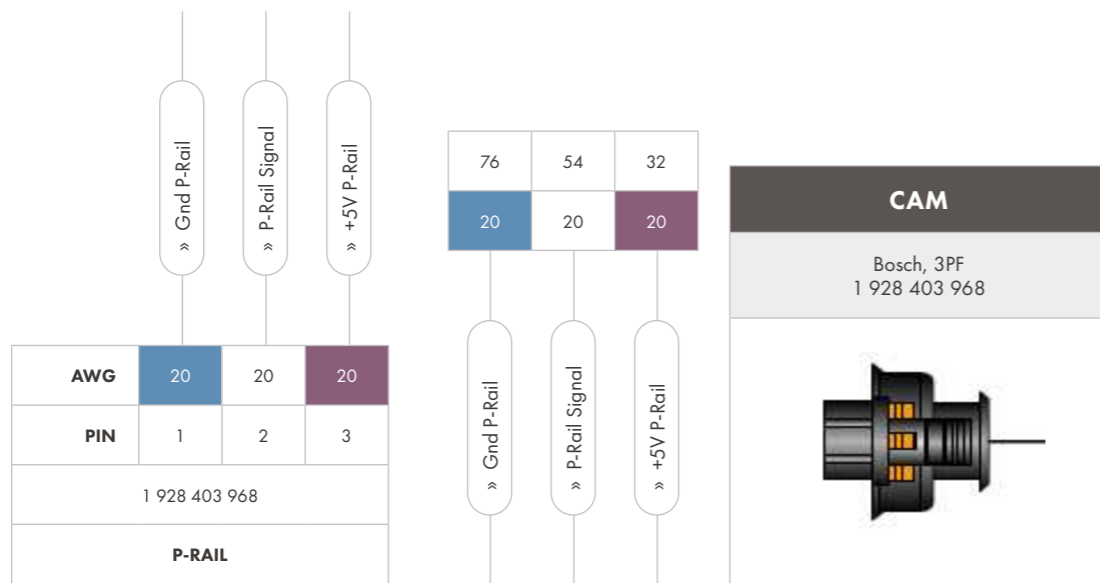 » Gnd P-Rail
» P-Rail Signal
» +5V P-Rail
AWG 20 20 20
PIN 1 2 3
1 928 403 968
P-RAIL
76 54 32
20 20 20
» Gnd P-Rail
» P-Rail Signal
» +5V P-Rail
CAM
Bosch, 3PF
1 928 403 968